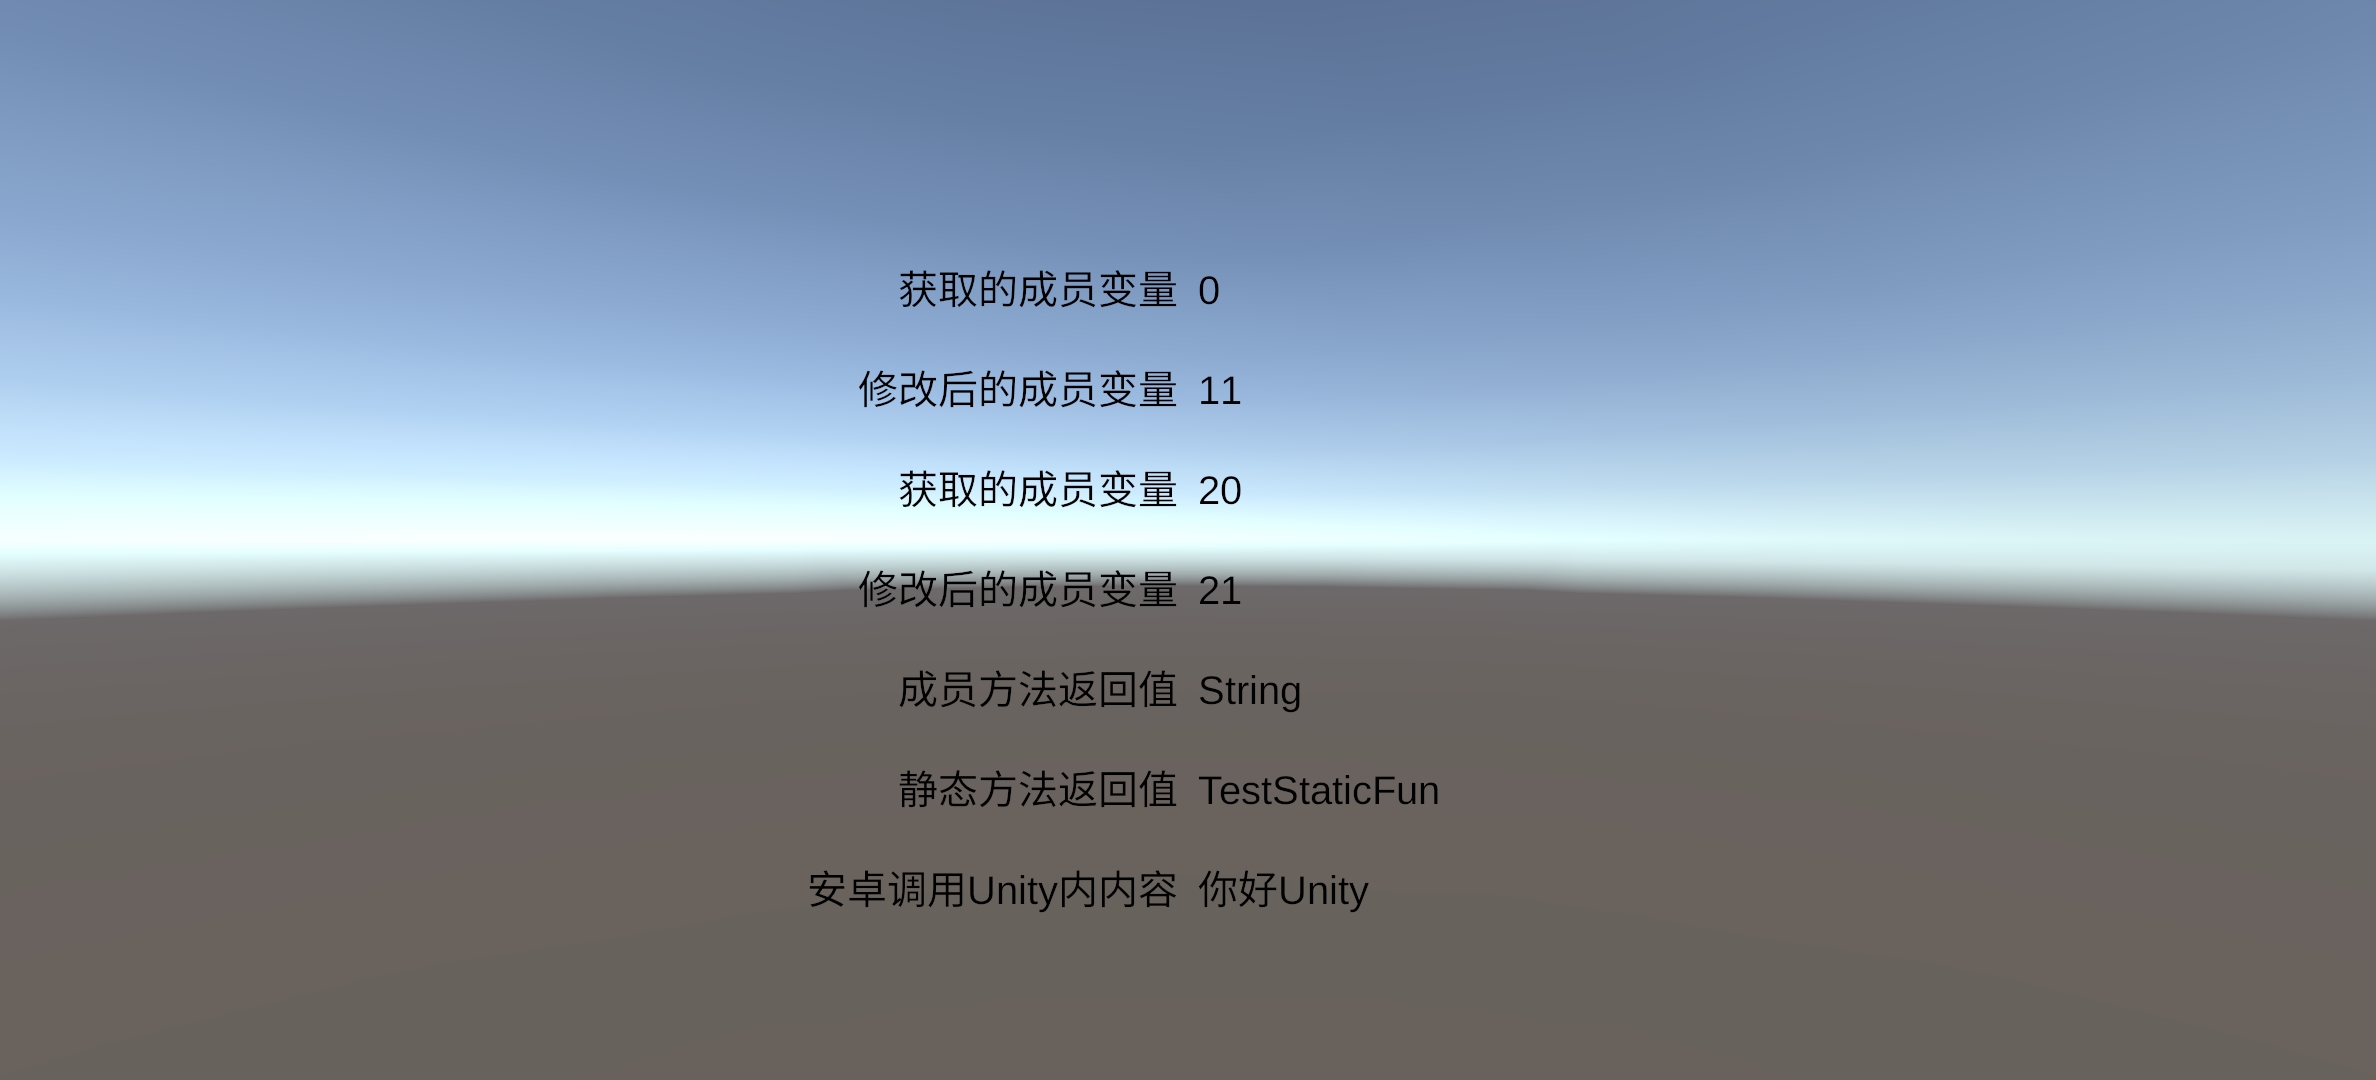 获取的成员变量 0
修改后的成员变量 11
获取的成员变量 20
修改后的成员变量 21
成员方法返回值 String
静态方法返回值 TestStaticFun
安卓调用Unity内内容 你好Unity